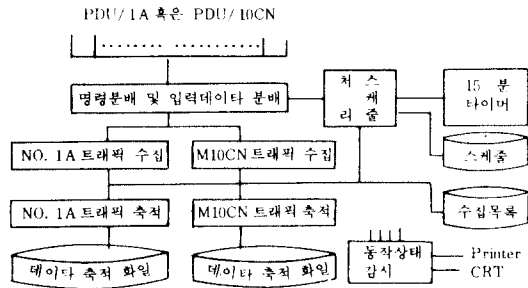 PDU/1A 혹은 PDU/10CN
명령분배 및 입력데이타 분배
스케줄
처리
15 분
타이머
스케줄
NO. 1A 트래픽 수집
M10CN 트래픽 수집
NO. 1A 트래픽 축적
M10CN 트래픽 축적
수집목록
데이타 축적 화일
데이타 축적 화일
동작상태
감시
Printer
CRT